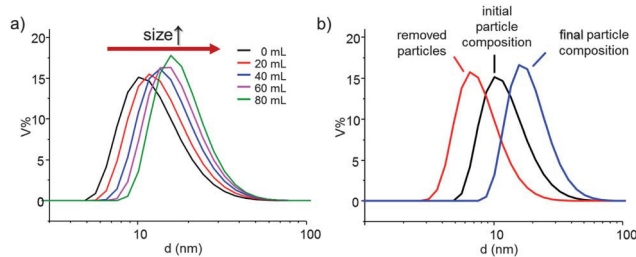 a)
size↑
0 mL
20 mL
40 mL
60 mL
80 mL
20
15
10
5
0
V%
10
100
d (nm)
b)
initial
particle
composition
removed
particles
final particle
composition
20
15
10
5
0
V%
10
100
d (nm)